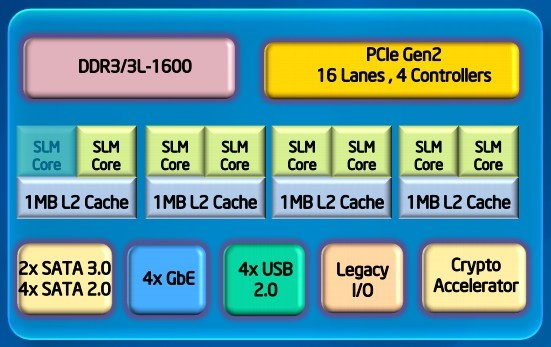 DDR3/3L-1600
PCIe Gen2
16 Lanes , 4 Controllers
SLM
Core
SLM
Core
SLM
Core
SLM
Core
SLM
Core
SLM
Core
SLM
Core
SLM
Core
1MB L2 Cache
1MB L2 Cache
1MB L2 Cache
1MB L2 Cache
2x SATA 3.0
4x SATA 2.0
4x GbE
4x USB
2.0
Legacy
I/O
Crypto
Accelerator